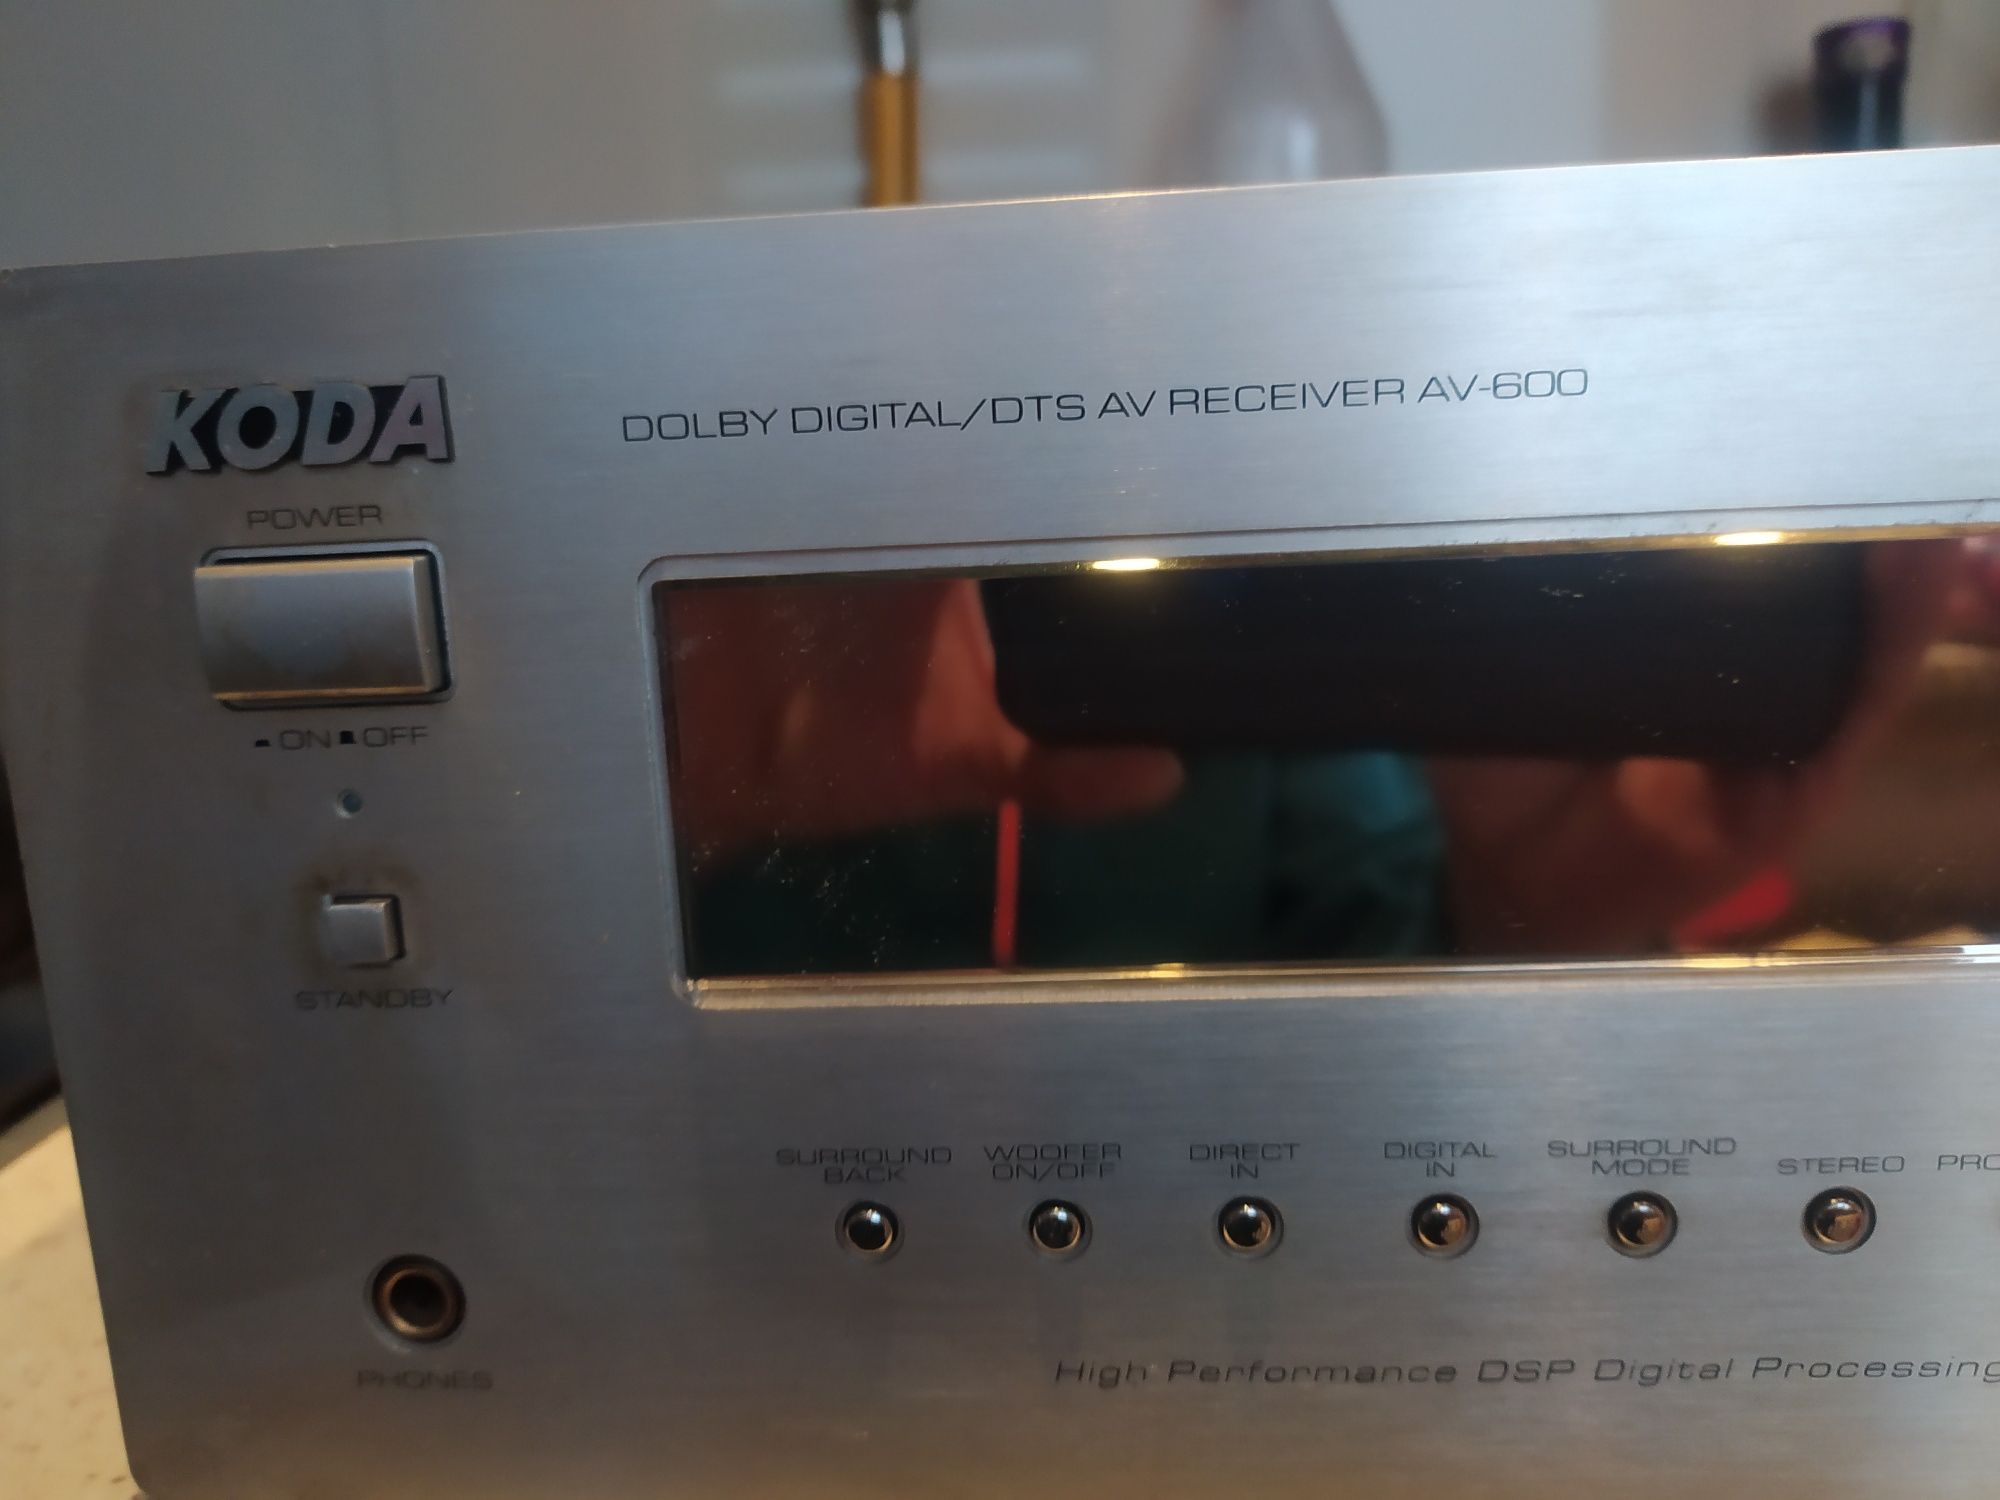 KODA
DOLBY DIGITAL/DTS AV RECEIVER AV-600
POWER
ON OFF
STANDBY
SURROUND BACK
WOOFER ON/OFF
DIRECT IN
DIGITAL IN
SURROUND MODE
STEREO
PHONES
High Performance DSP Digital Processing